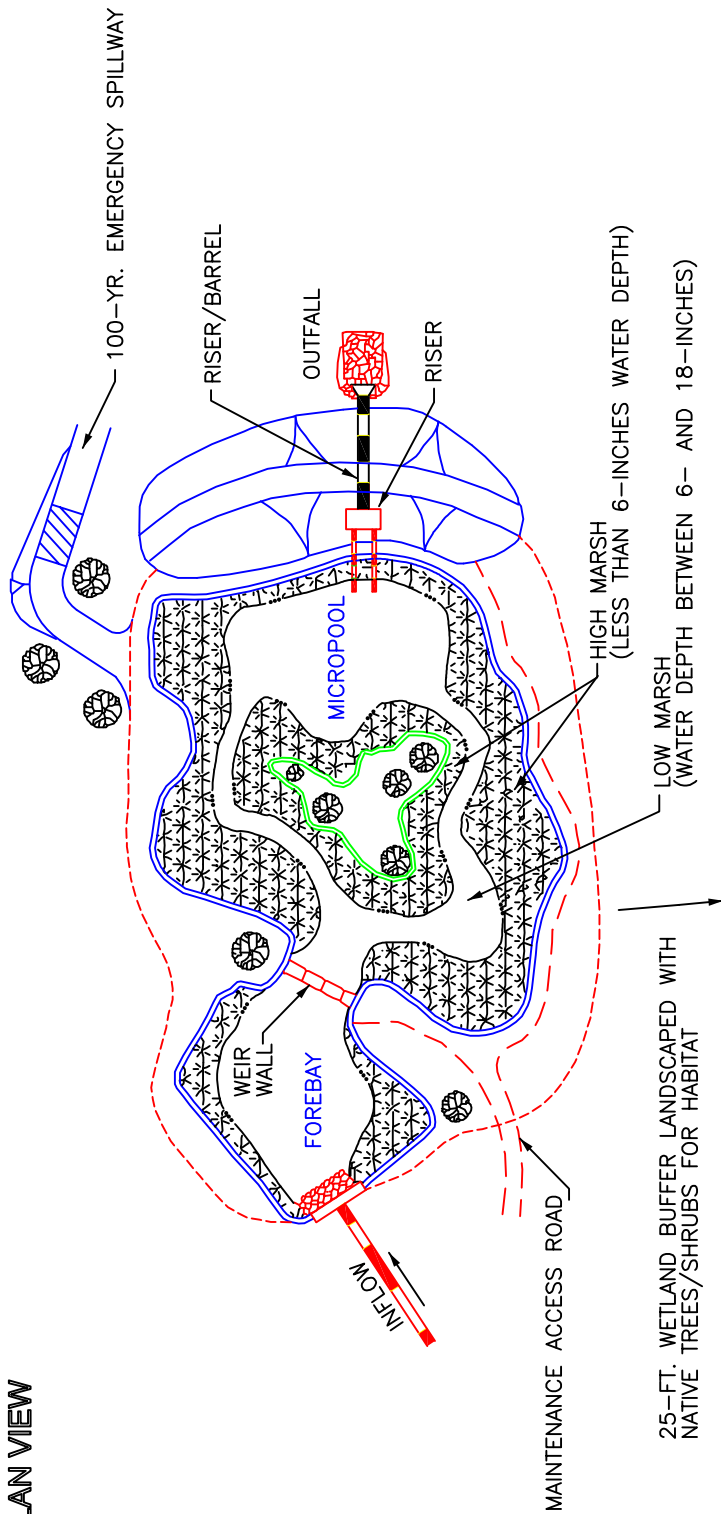 LAN VIEW
100-YR. EMERGENCY SPILLWAY
RISER/BARREL
OUTFALL
RISER
MICROPOOL
WEIR
WALL
FOREBAY
INFLOW
HIGH MARSH
(LESS THAN 6-INCHES WATER DEPTH)
LOW MARSH
(WATER DEPTH BETWEEN 6- AND 18-INCHES)
MAINTENANCE ACCESS ROAD
25-FT. WETLAND BUFFER LANDSCAPED WITH
NATIVE TREES/SHRUBS FOR HABITAT